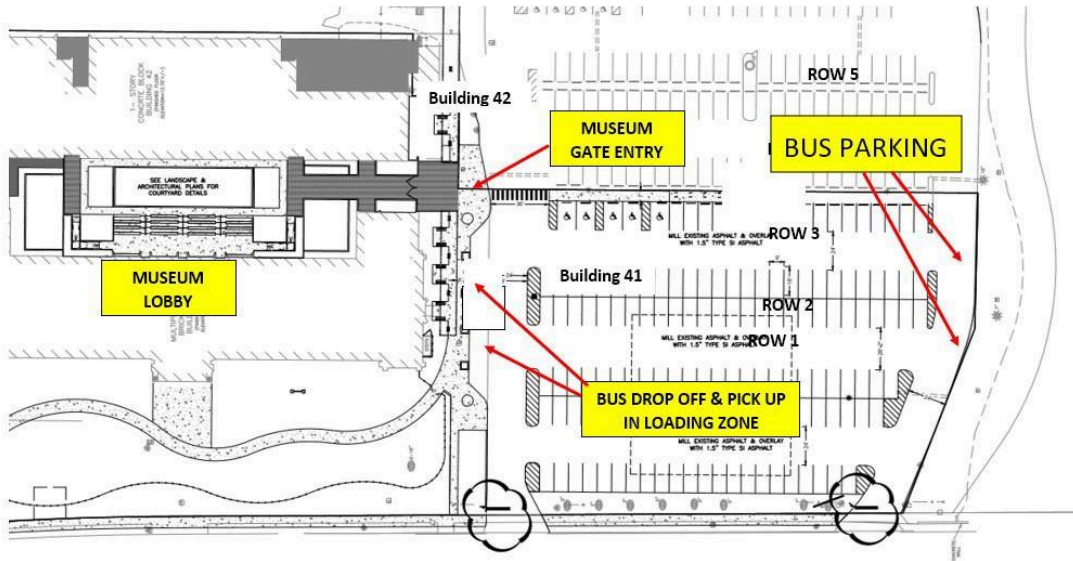 ROW 5
1- STORY
CONCRETE BLOCK
BUILDING 42
Building 42
MUSEUM
GATE ENTRY
BUS PARKING
SEE LANDSCAPE &
ARCHITECTURAL PLANS FOR
COURTYARD DETAILS
ROW 3
MILL EXISTING ASPHALT & OVERLAY
WITH 1.5" TYPE SI ASPHALT
MUSEUM
LOBBY
Building 41
ROW 2
ROW 1
MILL EXISTING ASPHALT & OVERLAY
WITH 1.5" TYPE SI ASPHALT
BUS DROP OFF & PICK UP
IN LOADING ZONE
MILL EXISTING ASPHALT & OVERLAY
WITH 1.5" TYPE SI ASPHALT